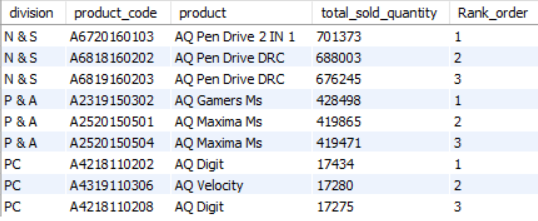 division product_code product total_sold_quantity Rank_order
N & S A6720160103 AQ Pen Drive 2 IN 1 701373 1
N & S A6818160202 AQ Pen Drive DRC 688003 2
N & S A6819160203 AQ Pen Drive DRC 676245 3
P & A A2319150302 AQ Gamers Ms 428498 1
P & A A2520150501 AQ Maxima Ms 419865 2
P & A A2520150504 AQ Maxima Ms 419471 3
PC A4218110202 AQ Digit 17434 1
PC A4319110306 AQ Velocity 17280 2
PC A4218110208 AQ Digit 17275 3